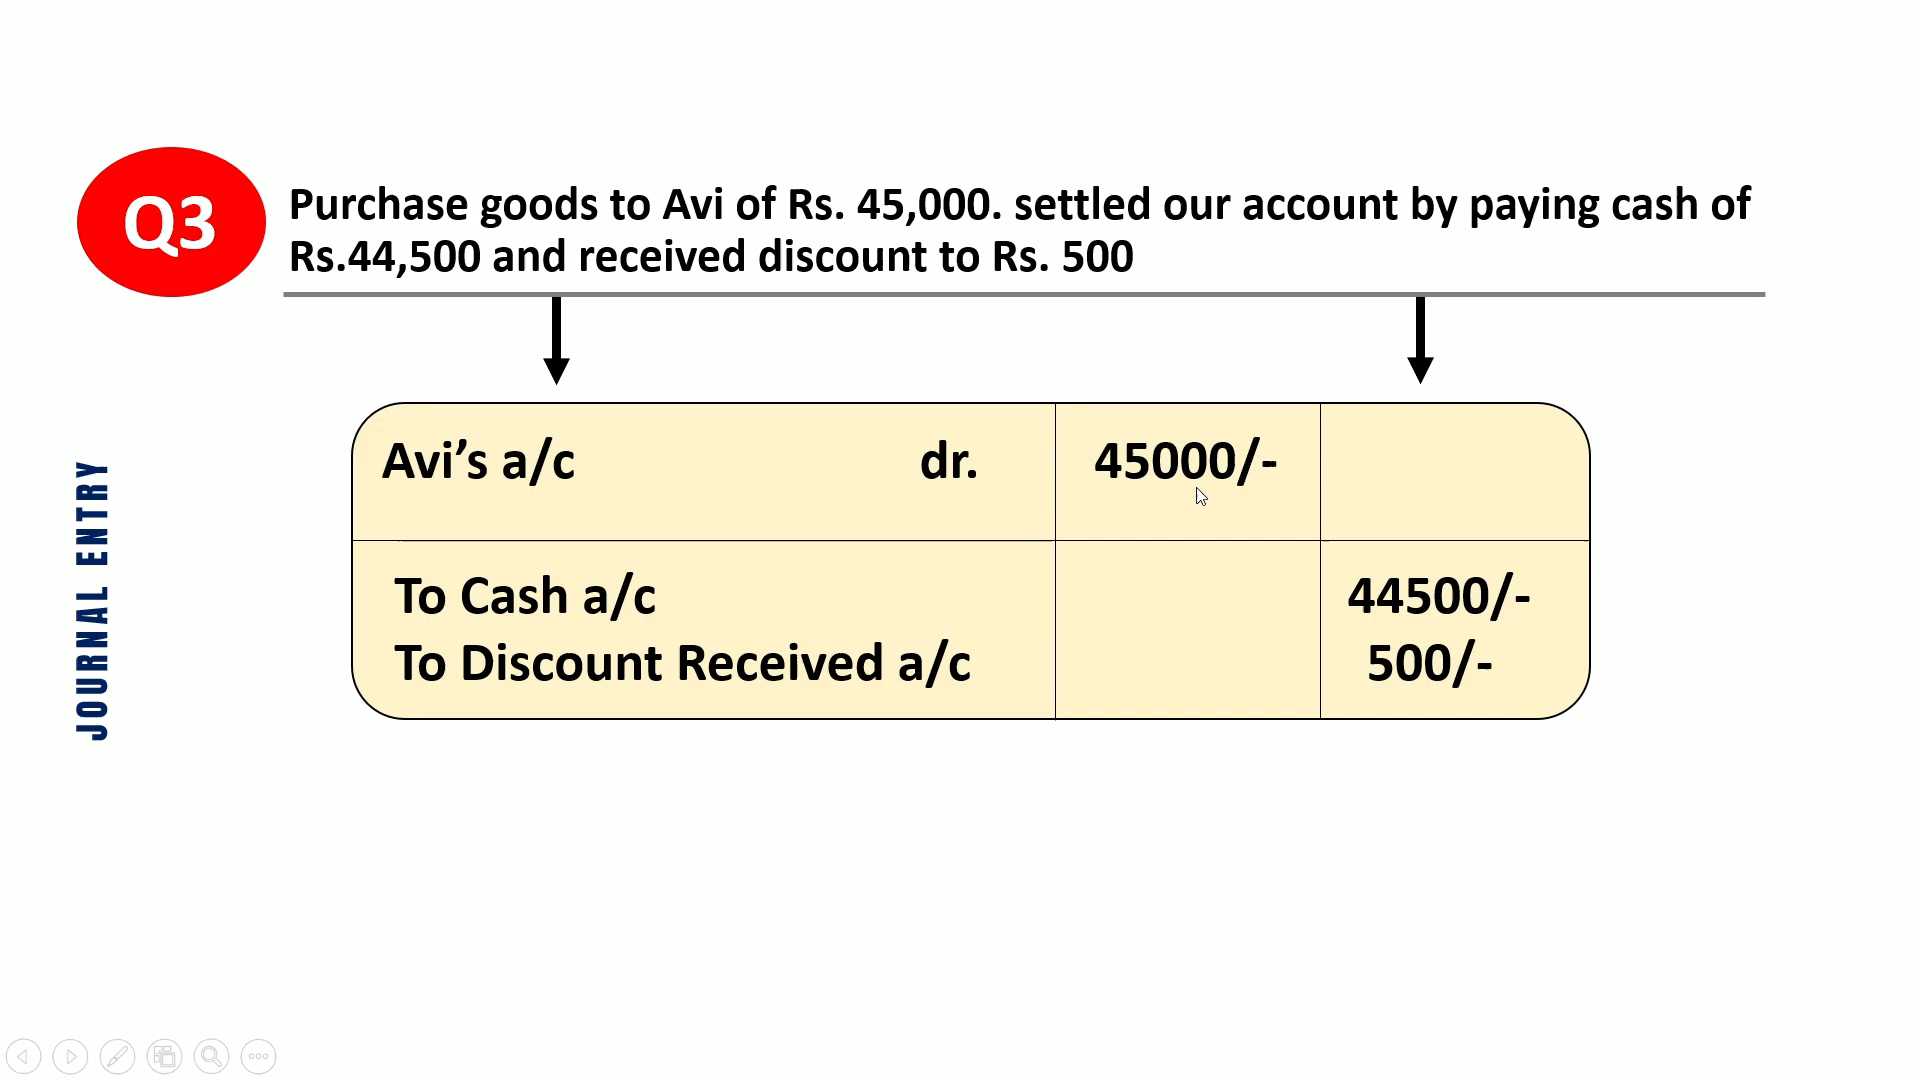 Q3
Purchase goods to Avi of Rs. 45,000. settled our account by paying cash of
Rs.44,500 and received discount to Rs. 500
JOURNAL ENTRY
Avi’s a/c dr. 45000/-
To Cash a/c 44500/-
To Discount Received a/c 500/-